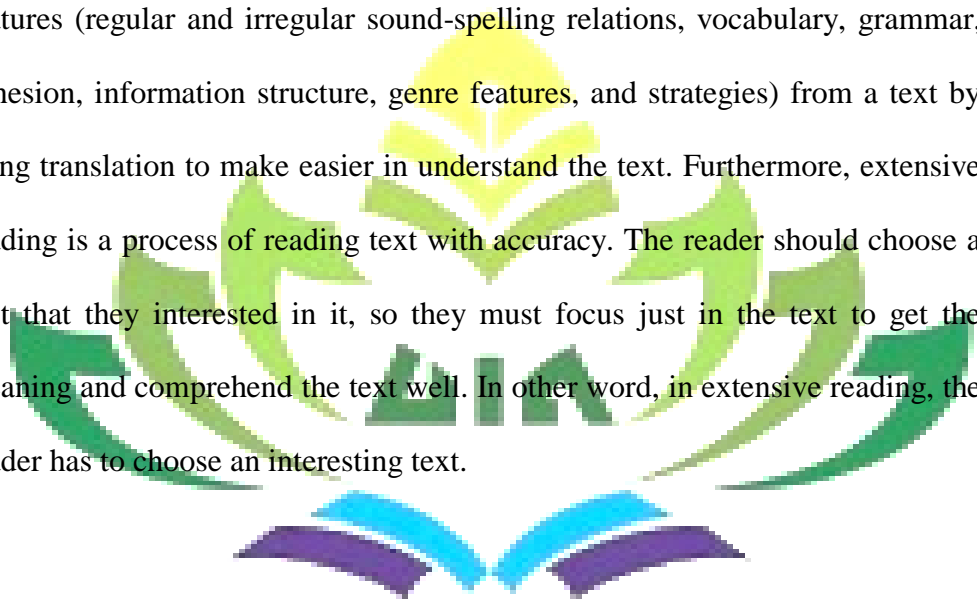 atures (regular and irregular sound-spelling relations, vocabulary, grammar,
hesion, information structure, genre features, and strategies) from a text by
ing translation to make easier in understand the text. Furthermore, extensive
ading is a process of reading text with accuracy. The reader should choose a
t that they interested in it, so they must focus just in the text to get the
aning and comprehend the text well. In other word, in extensive reading, the
der has to choose an interesting text.